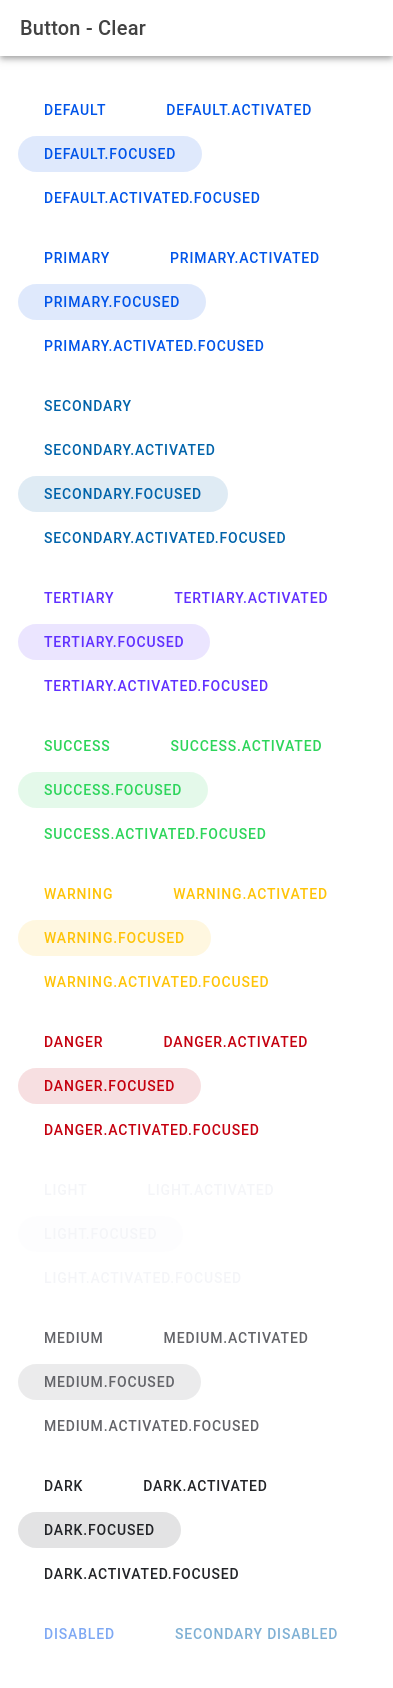 Button - Clear
DEFAULT DEFAULT.ACTIVATED
DEFAULT.FOCUSED
DEFAULT.ACTIVATED.FOCUSED
PRIMARY PRIMARY.ACTIVATED
PRIMARY.FOCUSED
PRIMARY.ACTIVATED.FOCUSED
SECONDARY
SECONDARY.ACTIVATED
SECONDARY.FOCUSED
SECONDARY.ACTIVATED.FOCUSED
TERTIARY TERTIARY.ACTIVATED
TERTIARY.FOCUSED
TERTIARY.ACTIVATED.FOCUSED
SUCCESS SUCCESS.ACTIVATED
SUCCESS.FOCUSED
SUCCESS.ACTIVATED.FOCUSED
WARNING WARNING.ACTIVATED
WARNING.FOCUSED
WARNING.ACTIVATED.FOCUSED
DANGER DANGER.ACTIVATED
DANGER.FOCUSED
DANGER.ACTIVATED.FOCUSED
LIGHT LIGHT.ACTIVATED
LIGHT.FOCUSED
LIGHT.ACTIVATED.FOCUSED
MEDIUM MEDIUM.ACTIVATED
MEDIUM.FOCUSED
MEDIUM.ACTIVATED.FOCUSED
DARK DARK.ACTIVATED
DARK.FOCUSED
DARK.ACTIVATED.FOCUSED
DISABLED SECONDARY DISABLED